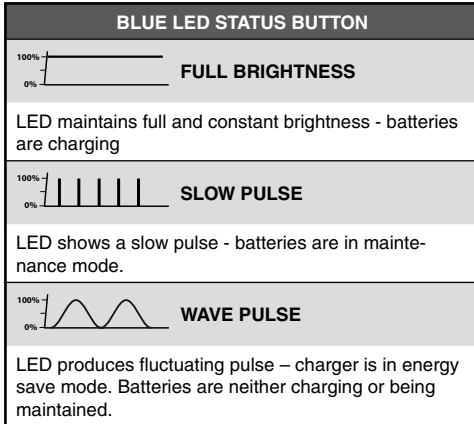 BLUE LED STATUS BUTTON
100%
0%
FULL BRIGHTNESS
LED maintains full and constant brightness - batteries
are charging
100%
0%
SLOW PULSE
LED shows a slow pulse - batteries are in mainte-
nance mode.
100%
0%
WAVE PULSE
LED produces fluctuating pulse – charger is in energy
save mode. Batteries are neither charging or being
maintained.